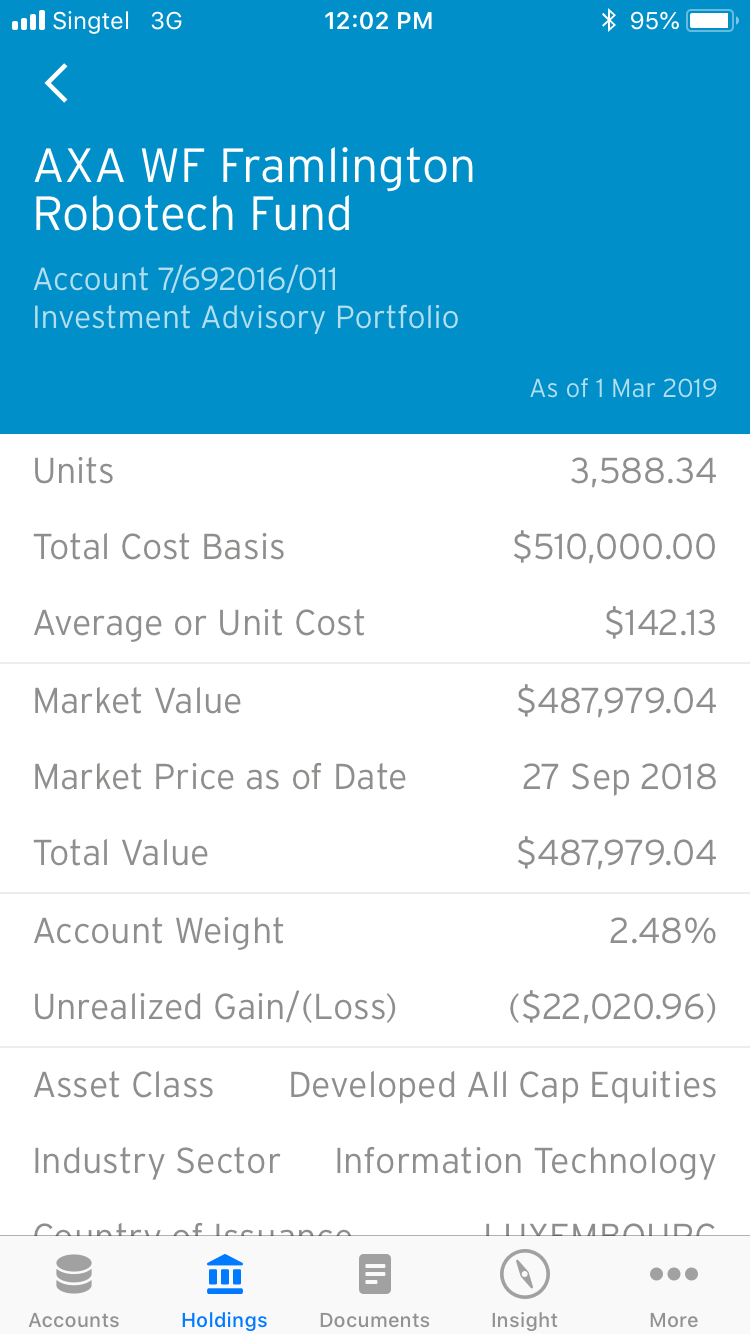 Singtel 3G 12:02 PM 95%
AXA WF Framlington
Robotech Fund
Account 7/692016/011
Investment Advisory Portfolio
As of 1 Mar 2019
Units 3,588.34
Total Cost Basis $510,000.00
Average or Unit Cost $142.13
Market Value $487,979.04
Market Price as of Date 27 Sep 2018
Total Value $487,979.04
Account Weight 2.48%
Unrealized Gain/(Loss) ($22,020.96)
Asset Class Developed All Cap Equities
Industry Sector Information Technology
Country of Issuance LUXEMBOURG
Accounts Holdings Documents Insight More